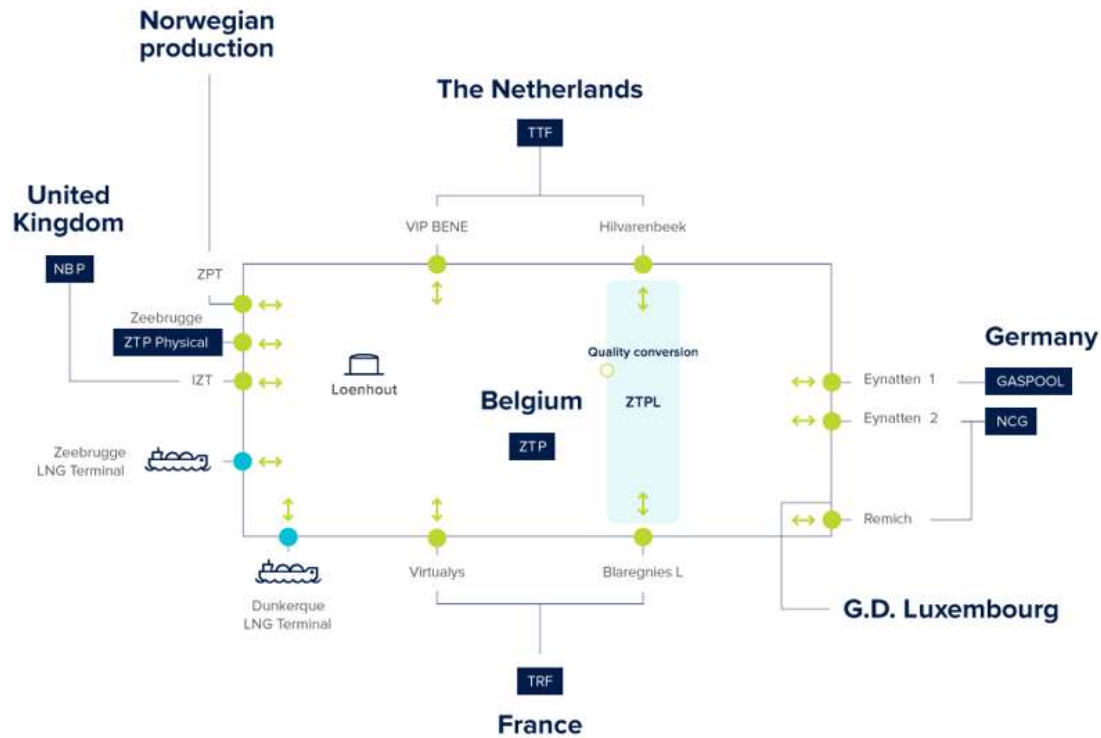 Norwegian
production
The Netherlands
TTF
United
Kingdom
NBP
VIP BENE
Hilvarenbeek
ZPT
Zeebrugge
ZTP Physical
IZT
Loenhout
Quality conversion
ZTPL
Belgium
ZTP
Germany
Eynatten 1
GASPOOL
Eynatten 2
NCG
Zeebrugge
LNG Terminal
Remich
Virtualys
Blaregnies L
Dunkerque
LNG Terminal
G.D. Luxembourg
TRF
France